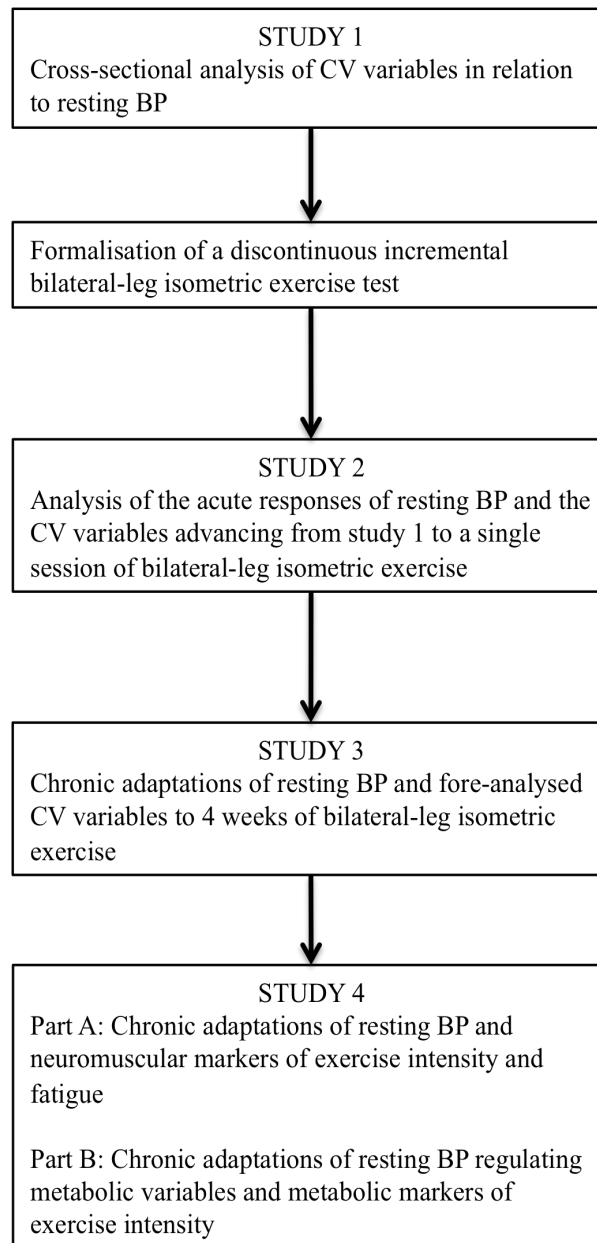 STUDY 1
Cross-sectional analysis of CV variables in relation
to resting BP
Formalisation of a discontinuous incremental
bilateral-leg isometric exercise test
STUDY 2
Analysis of the acute responses of resting BP and the
CV variables advancing from study 1 to a single
session of bilateral-leg isometric exercise
STUDY 3
Chronic adaptations of resting BP and fore-analysed
CV variables to 4 weeks of bilateral-leg isometric
exercise
STUDY 4
Part A: Chronic adaptations of resting BP and
neuromuscular markers of exercise intensity and
fatigue
Part B: Chronic adaptations of resting BP regulating
metabolic variables and metabolic markers of
exercise intensity